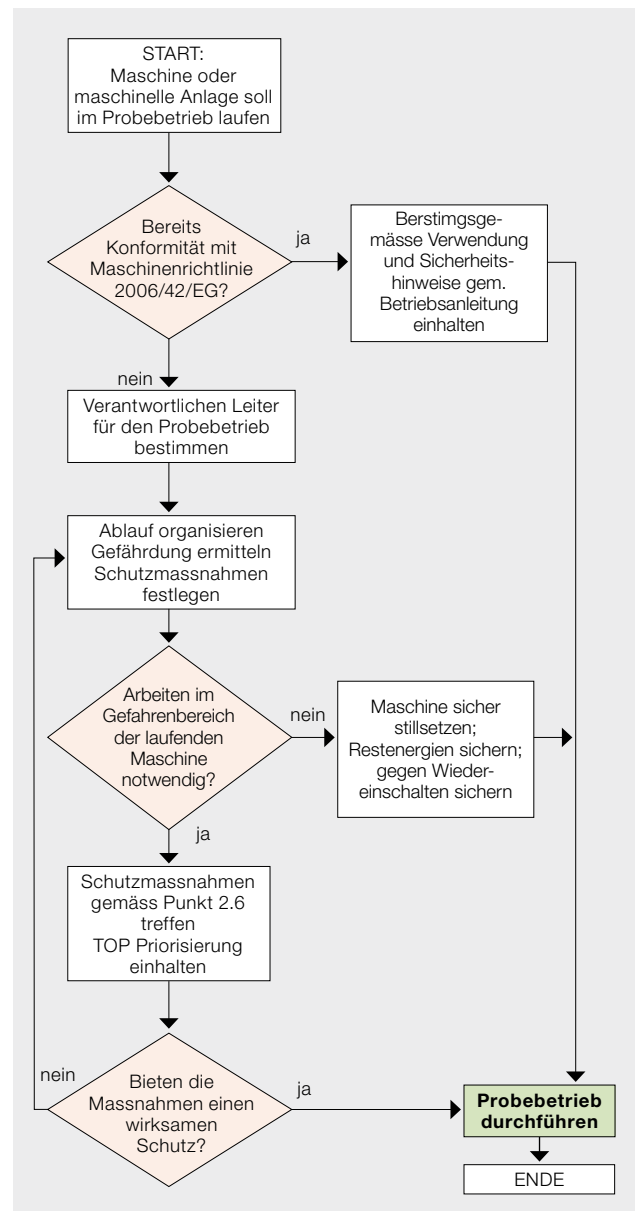 START:
Maschine oder
maschinelle Anlage soll
im Probebetrieb laufen
Bereits
Konformität mit
Maschinenrichtlinie
2006/42/EG?
ja
Berstimgsge-
mässe Verwendung
und Sicherheits-
hinweise gem.
Betriebsanleitung
einhalten
nein
Verantwortlichen Leiter
für den Probebetrieb
bestimmen
Ablauf organisieren
Gefährdung ermitteln
Schutzmassnahmen
festlegen
Arbeiten im
Gefahrenbereich
der laufenden
Maschine
notwendig?
nein
Maschine sicher
stillsetzen;
Restenergien sichern;
gegen Wieder-
einschalten sichern
ja
Schutzmassnahmen
gemäss Punkt 2.6
treffen
TOP Priorisierung
einhalten
nein
Bieten die
Massnahmen einen
wirksamen
Schutz?
ja
Probebetrieb
durchführen
ENDE